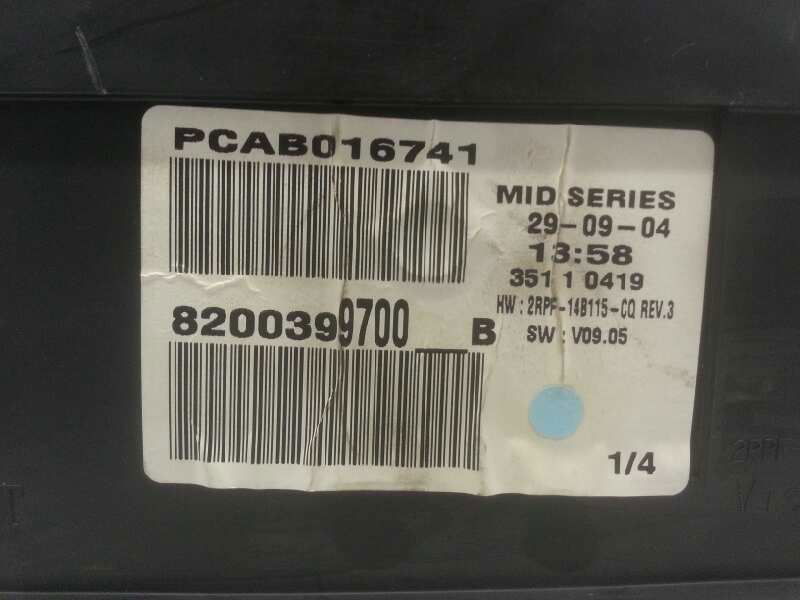 PCAB016741
MID SERIES
29-09-04
13:58
351 1 0419
HW : 2RPF-14B115-CQ REV.3
SW : V09.05
8200399700__B
1/4